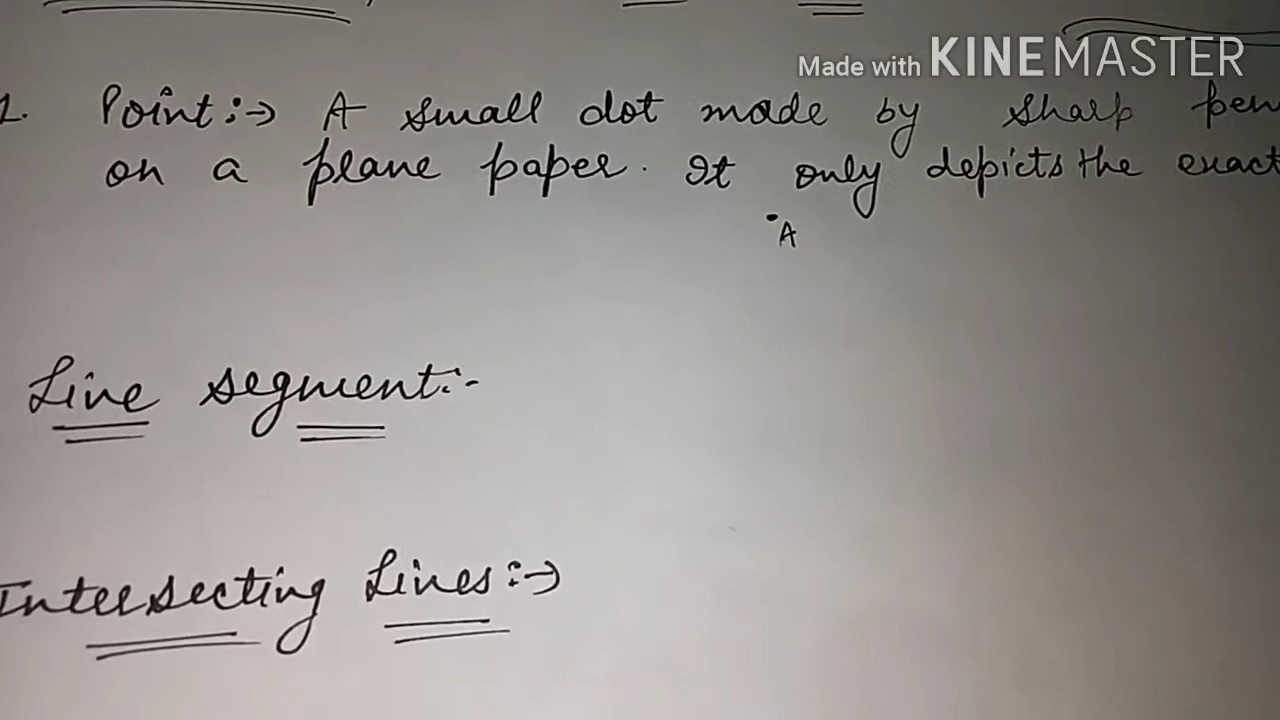 Made with KINEMASTER
1. Point:→ A small dot made by sharp pen
on a plane paper. It only depicts the exact
A
Line segment:-
Intersecting Lines:→